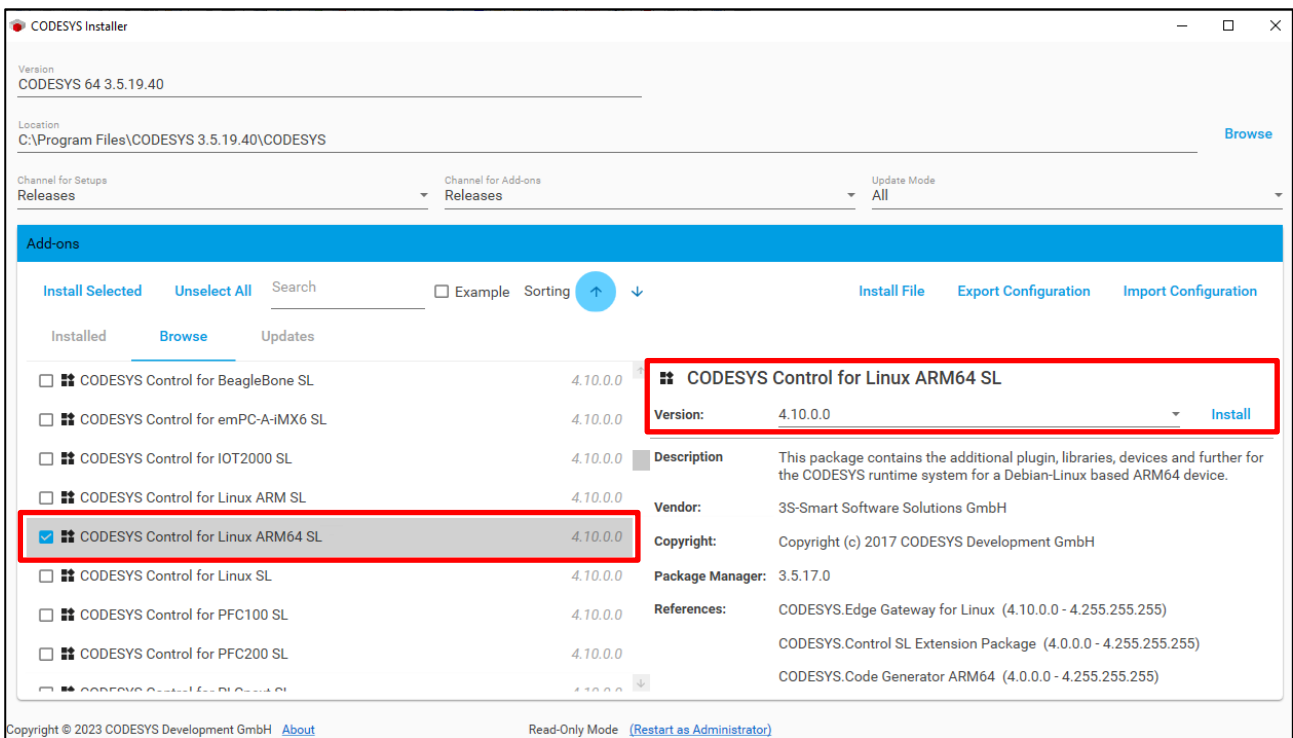 CODESYS Installer
Version
CODESYS 64 3.5.19.40
Location
C:\Program Files\CODESYS 3.5.19.40\CODESYS
Browse
Channel for Setups
Channel for Add-ons
Update Mode
Releases
Releases
All
Add-ons
Install Selected Unselect All Search Example Sorting Install File Export Configuration Import Configuration
Installed Browse Updates
CODESYS Control for BeagleBone SL 4.10.0.0
CODESYS Control for emPC-A-iMX6 SL 4.10.0.0
CODESYS Control for IOT2000 SL 4.10.0.0
CODESYS Control for Linux ARM SL 4.10.0.0
CODESYS Control for Linux ARM64 SL 4.10.0.0
CODESYS Control for Linux SL 4.10.0.0
CODESYS Control for PFC100 SL 4.10.0.0
CODESYS Control for PFC200 SL 4.10.0.0
CODESYS Control for PLCnext SL 4.10.0.0
CODESYS Control for Linux ARM64 SL
Version: 4.10.0.0 Install
Description This package contains the additional plugin, libraries, devices and further for
the CODESYS runtime system for a Debian-Linux based ARM64 device.
Vendor: 3S-Smart Software Solutions GmbH
Copyright: Copyright (c) 2017 CODESYS Development GmbH
Package Manager: 3.5.17.0
References: CODESYS.Edge Gateway for Linux (4.10.0.0 - 4.255.255.255)
CODESYS.Control SL Extension Package (4.0.0.0 - 4.255.255.255)
CODESYS.Code Generator ARM64 (4.0.0.0 - 4.255.255.255)
Copyright © 2023 CODESYS Development GmbH About Read-Only Mode (Restart as Administrator)